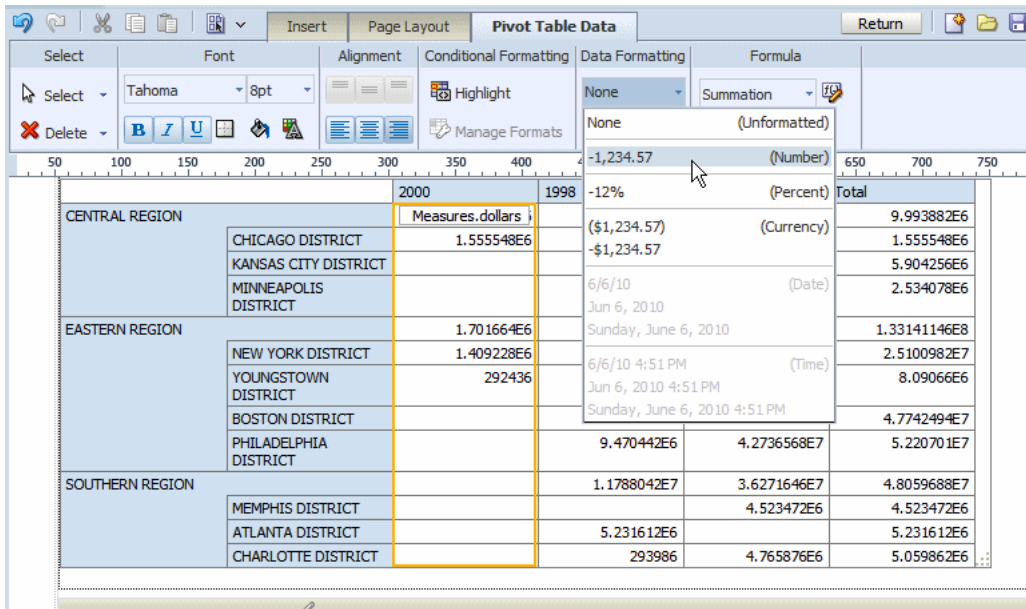 Insert Page Layout Pivot Table Data Return
Select Font Alignment Conditional Formatting Data Formatting Formula
Select Tahoma 8pt Highlight None Summation
Delete B I U Manage Formats
None (Unformatted)
-1,234.57 (Number)
-12% (Percent)
($1,234.57) (Currency)
-$1,234.57
6/6/10 (Date)
Jun 6, 2010
Sunday, June 6, 2010
6/6/10 4:51 PM (Time)
Jun 6, 2010 4:51 PM
Sunday, June 6, 2010 4:51 PM
50 100 150 200 250 300 350 400 650 700 750
2000 1998 Total
CENTRAL REGION Measures.dollars 9.993882E6
CHICAGO DISTRICT 1.555548E6 1.555548E6
KANSAS CITY DISTRICT 5.904256E6
MINNEAPOLIS 2.534078E6
DISTRICT
EASTERN REGION 1.701664E6 1.33141146E8
NEW YORK DISTRICT 1.409228E6 2.5100982E7
YOUNGSTOWN 292436 8.09066E6
DISTRICT
BOSTON DISTRICT 4.7742494E7
PHILADELPHIA 9.470442E6 4.2736568E7 5.220701E7
DISTRICT
SOUTHERN REGION 1.1788042E7 3.6271646E7 4.8059688E7
MEMPHIS DISTRICT 4.523472E6 4.523472E6
ATLANTA DISTRICT 5.231612E6 5.231612E6
CHARLOTTE DISTRICT 293986 4.765876E6 5.059862E6